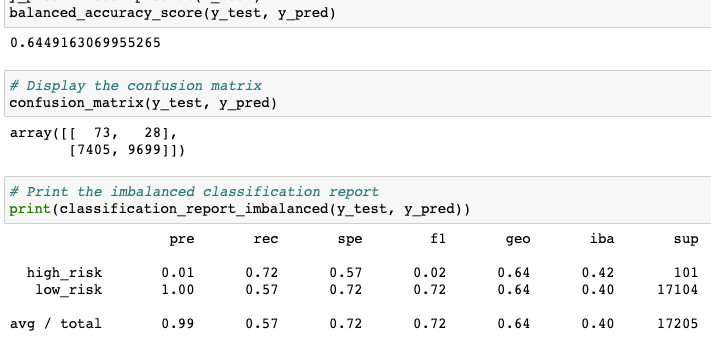 balanced_accuracy_score(y_test, y_pred)
0.6449163069955265
# Display the confusion matrix
confusion_matrix(y_test, y_pred)
array([[  73,   28],
       [7405, 9699]])
# Print the imbalanced classification report
print(classification_report_imbalanced(y_test, y_pred))
pre rec spe f1 geo iba sup
high_risk 0.01 0.72 0.57 0.02 0.64 0.42 101
low_risk 1.00 0.57 0.72 0.72 0.64 0.40 17104
avg / total 0.99 0.57 0.72 0.72 0.64 0.40 17205